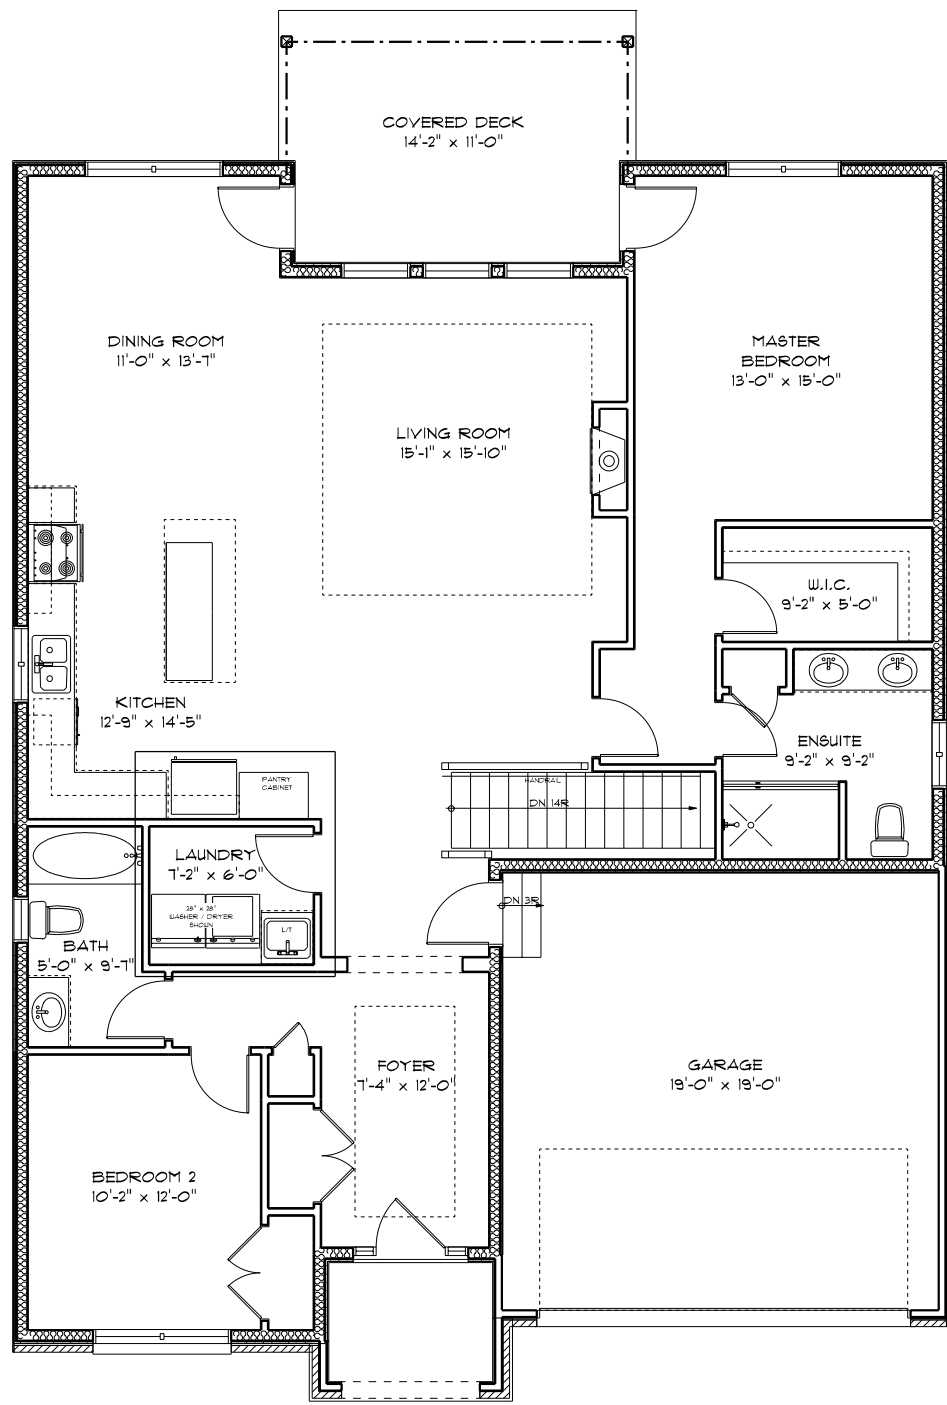 COVERED DECK
14'-2" x 11'-0"
DINING ROOM
11'-0" x 13'-7"
MASTER
BEDROOM
13'-0" x 15'-0"
LIVING ROOM
15'-1" x 15'-10"
W.I.C.
9'-2" x 5'-0"
KITCHEN
12'-9" x 14'-5"
ENSUITE
9'-2" x 9'-2"
PANTRY
CABINET
HANDRAIL
DN 14R
LAUNDRY
7'-2" x 6'-0"
DN 3R
28" x 28"
WASHER / DRYER
SHOWN
L/T
BATH
5'-0" x 9'-7"
FOYER
7'-4" x 12'-0"
GARAGE
19'-0" x 19'-0"
BEDROOM 2
10'-2" x 12'-0"